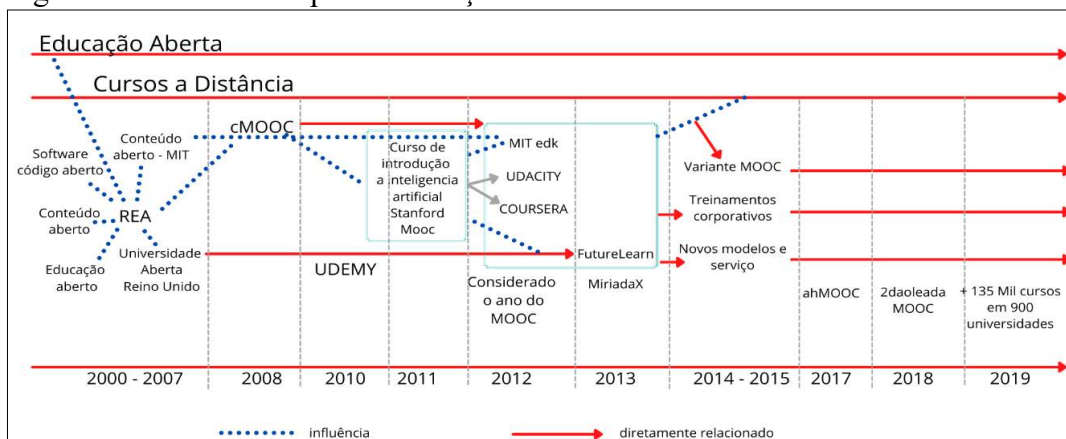 Educação Aberta
Cursos a Distância
cMOOC
Conteúdo
aberto - MIT
Software
código aberto
REA
Conteúdo
aberto
Educação
aberto
Universidade
Aberta
Reino Unido
UDEMY
Curso de
introdução
a inteligencia
artificial
Stanford
Mooc
MIT edk
UDACITY
COURSERA
FutureLearn
Considerado
o ano do
MOOC
MiriadaX
Variante MOOC
Treinamentos
corporativos
Novos modelos e
serviço
ahMOOC
2daoleada
MOOC
+ 135 Mil cursos
em 900
universidades
2000 - 2007
2008
2010
2011
2012
2013
2014 - 2015
2017
2018
2019
influência
diretamente relacionado